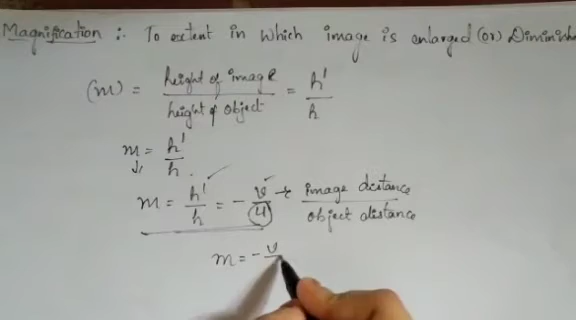 Magnification :- To extent in which image is enlarged (or) Diminish
(m) = height of image / height of object = h' / h
m = h' / h
m = h' / h = - v / u → image distance / object distance
m = - v